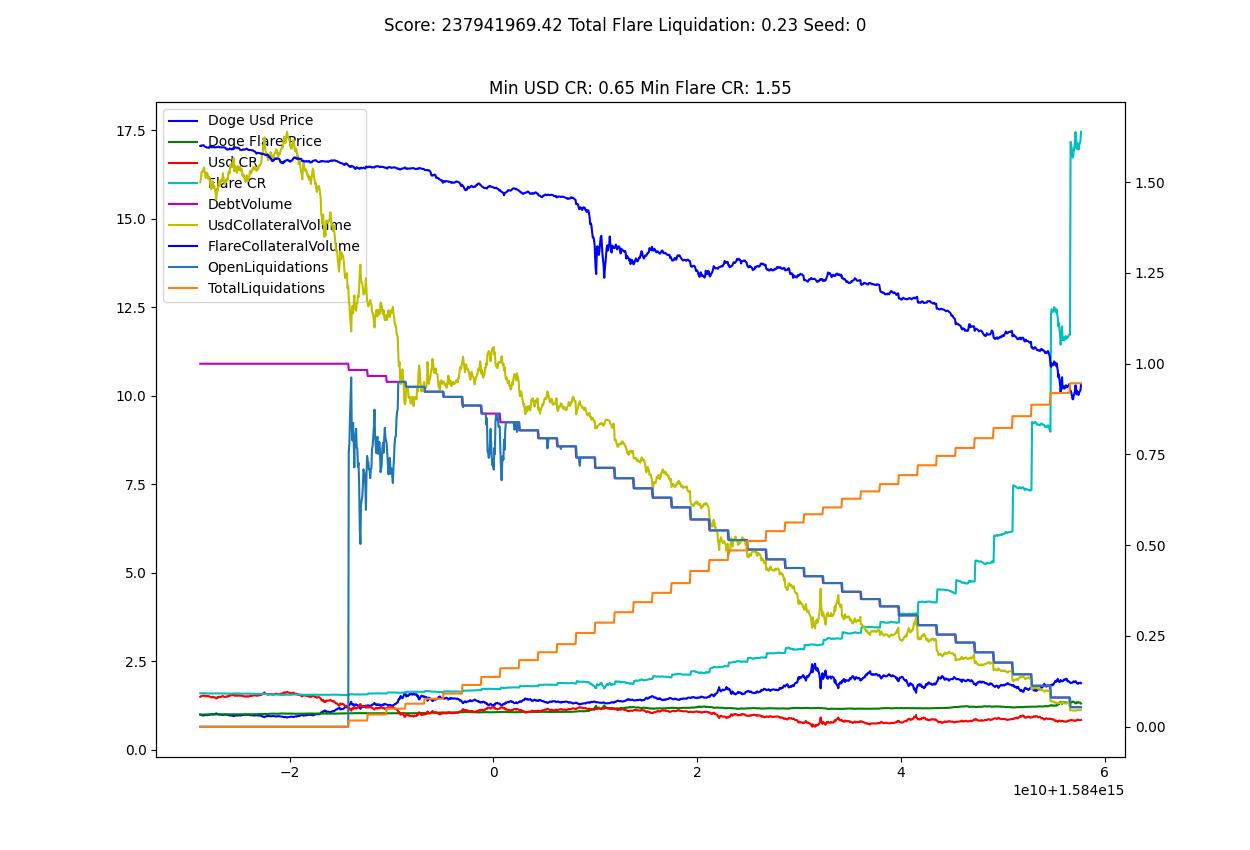 Score: 237941969.42 Total Flare Liquidation: 0.23 Seed: 0
Min USD CR: 0.65 Min Flare CR: 1.55
Doge Usd Price
Doge Flare Price
Usd CR
Flare CR
DebtVolume
UsdCollateralVolume
FlareCollateralVolume
OpenLiquidations
TotalLiquidations
17.5
15.0
12.5
10.0
7.5
5.0
2.5
0.0
1.50
1.25
1.00
0.75
0.50
0.25
0.00
−2
0
2
4
6
1e10+1.584e15